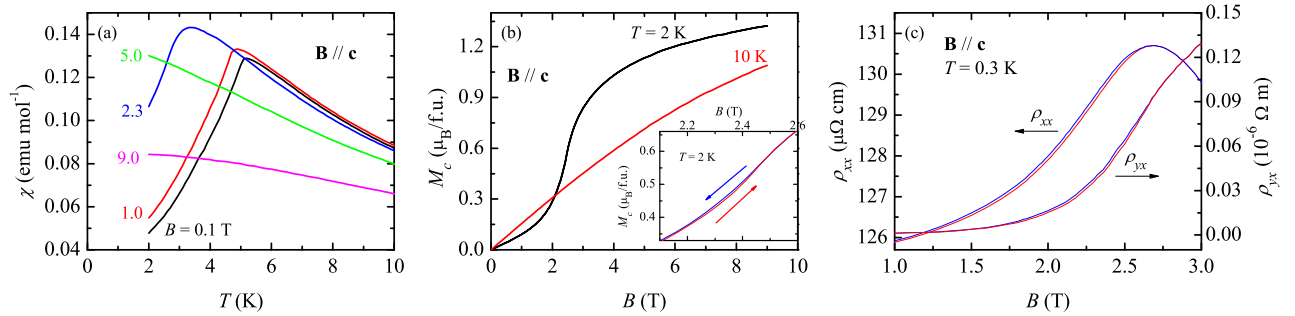 (a)
B // c
5.0
2.3
9.0
1.0
B = 0.1 T
0.14
0.12
0.10
0.08
0.06
0.04
χ (emu mol⁻¹)
0 2 4 6 8 10
T (K)
(b)
T = 2 K
B // c
10 K
1.2
0.9
0.6
0.3
0.0
M_c (μ_B/f.u.)
0 2 4 6 8 10
B (T)
B (T)
2.2 2.4 2.6
T = 2 K
0.6
0.5
0.4
M_c (μ_B/f.u.)
(c)
B // c
T = 0.3 K
ρ_xx
ρ_yx
131
130
129
128
127
126
ρ_xx (μΩ cm)
0.15
0.12
0.09
0.06
0.03
0.00
ρ_yx (10⁻⁶ Ω m)
1.0 1.5 2.0 2.5 3.0
B (T)